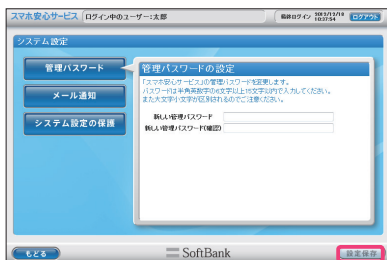 スマホ安心サービス ログイン中のユーザー：太郎 最終ログイン 2012/12/10 10:37:54 ログアウト
システム設定
管理パスワード
メール通知
システム設定の保護
管理パスワードの設定
「スマホ安心サービス」の管理パスワードを変更します。
パスワードは半角英数字の6文字以上15文字以内で入力してください。
また大文字小文字が区別されるのでご注意ください。
新しい管理パスワード
新しい管理パスワード(確認)
もどる SoftBank 設定保存